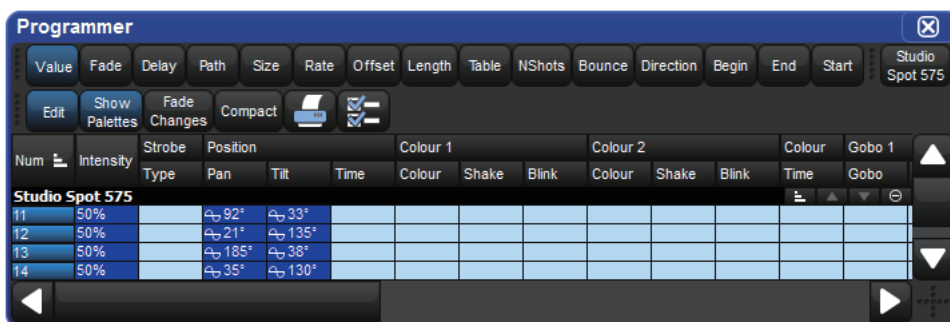 Programmer
Value Fade Delay Path Size Rate Offset Length Table NShots Bounce Direction Begin End Start Studio Spot 575
Edit Show Palettes Fade Changes Compact
Num Intensity Strobe Position Colour 1 Colour 2 Colour Gobo 1
Type Pan Tilt Time Colour Shake Blink Colour Shake Blink Time Gobo
Studio Spot 575
11 50% 92° 33°
12 50% 21° 135°
13 50% 185° 38°
14 50% 35° 130°